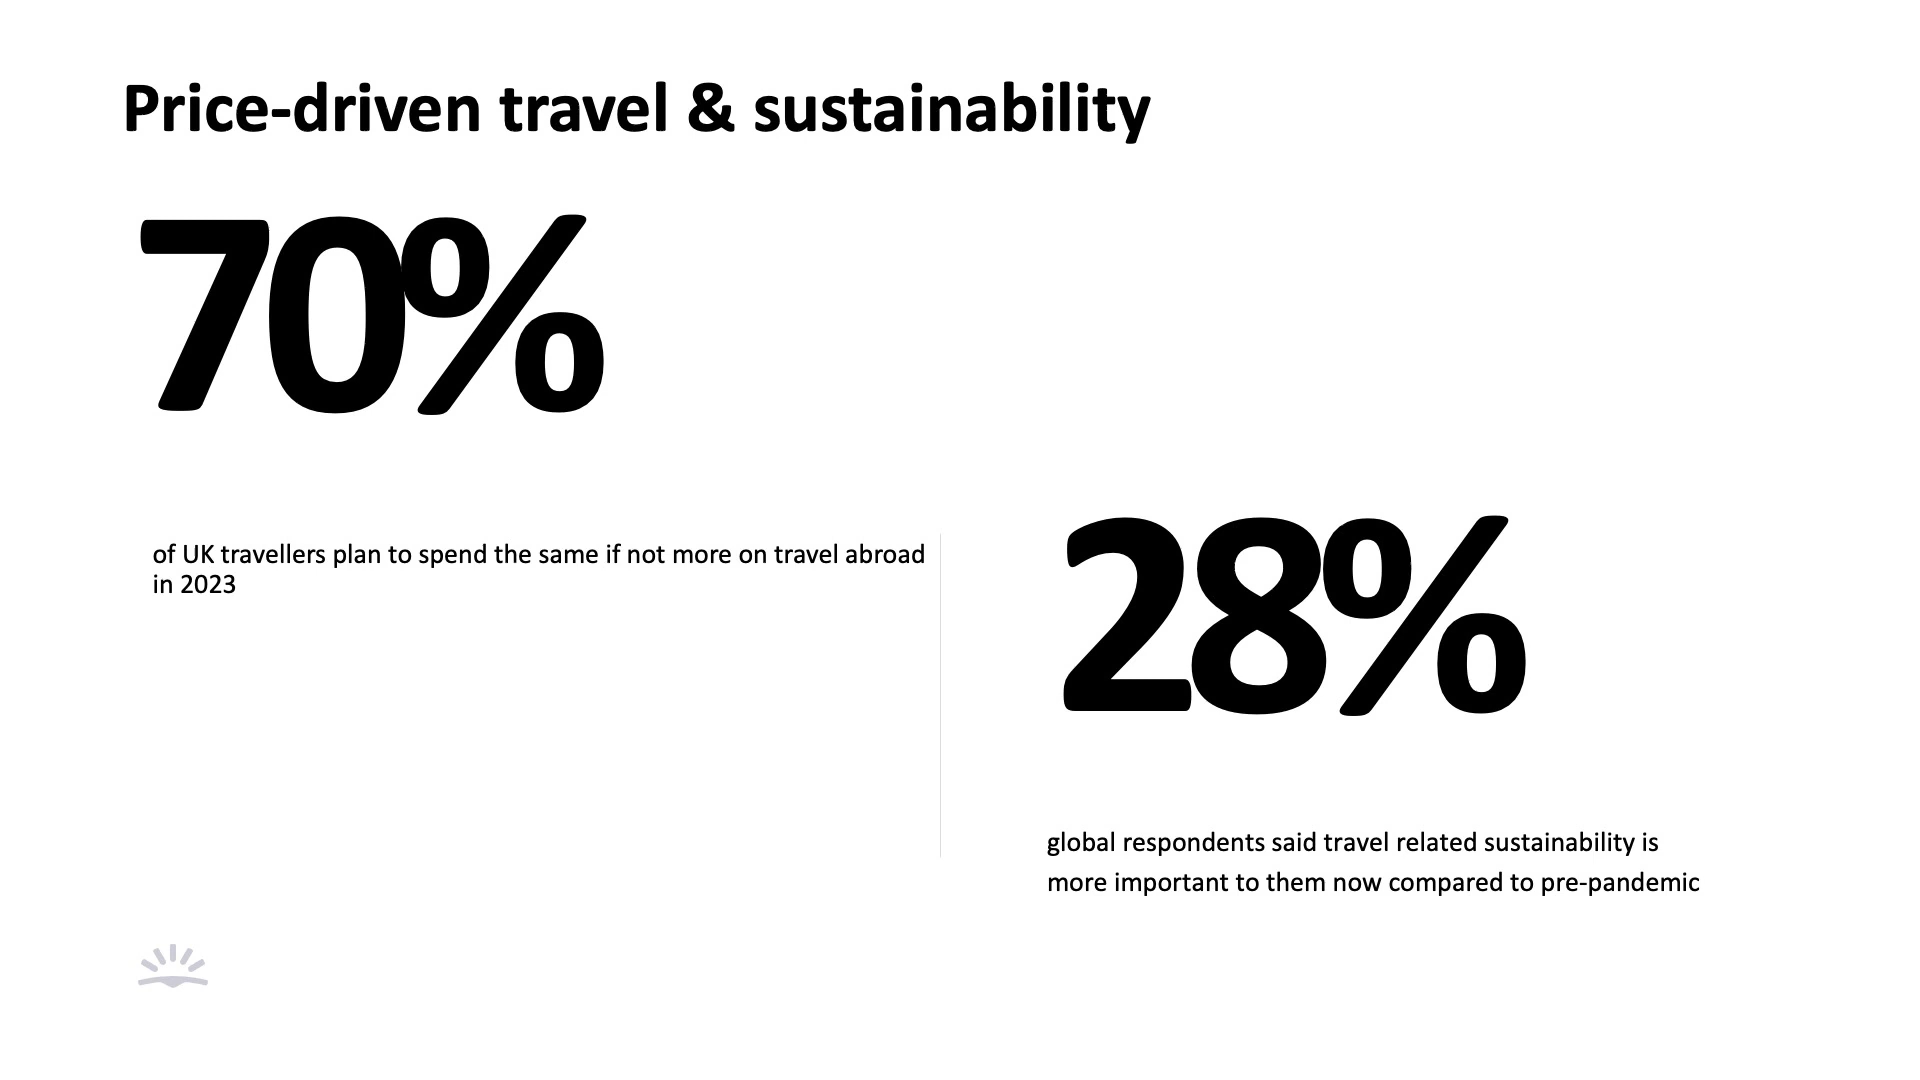 Price-driven travel & sustainability
70%
of UK travellers plan to spend the same if not more on travel abroad
in 2023
28%
global respondents said travel related sustainability is
more important to them now compared to pre-pandemic